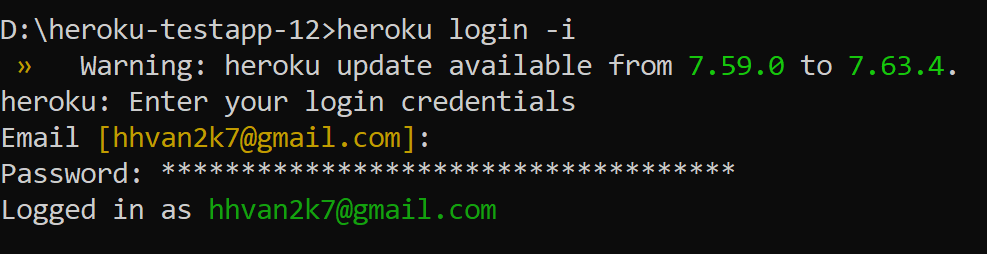 D:\heroku-testapp-12>heroku login -i
»   Warning: heroku update available from 7.59.0 to 7.63.4.
heroku: Enter your login credentials
Email [hhvan2k7@gmail.com]:
Password: ************************************
Logged in as hhvan2k7@gmail.com